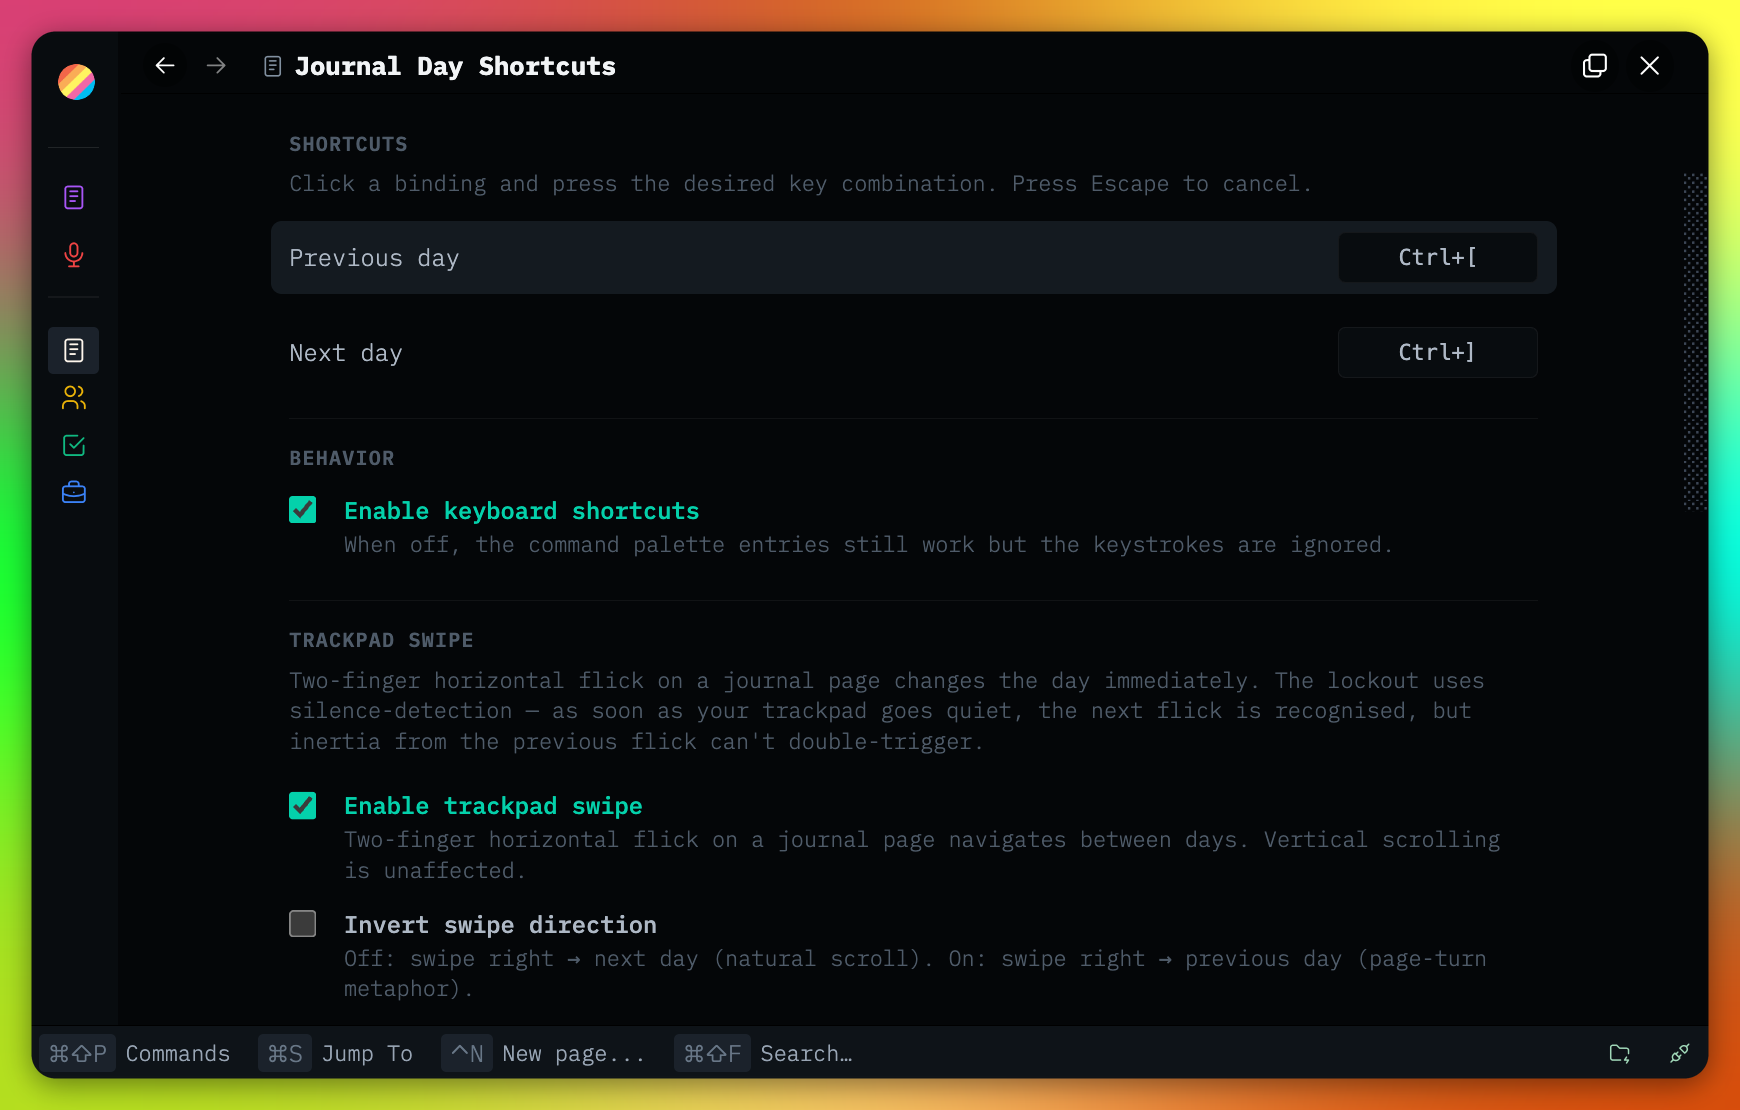 Journal Day Shortcuts
SHORTCUTS
Click a binding and press the desired key combination. Press Escape to cancel.
Previous day
Ctrl+[
Next day
Ctrl+]
BEHAVIOR
Enable keyboard shortcuts
When off, the command palette entries still work but the keystrokes are ignored.
TRACKPAD SWIPE
Two-finger horizontal flick on a journal page changes the day immediately. The lockout uses
silence-detection — as soon as your trackpad goes quiet, the next flick is recognised, but
inertia from the previous flick can't double-trigger.
Enable trackpad swipe
Two-finger horizontal flick on a journal page navigates between days. Vertical scrolling
is unaffected.
Invert swipe direction
Off: swipe right → next day (natural scroll). On: swipe right → previous day (page-turn
metaphor).
⌘⇧P Commands ⌘S Jump To ^N New page... ⌘⇧F Search…